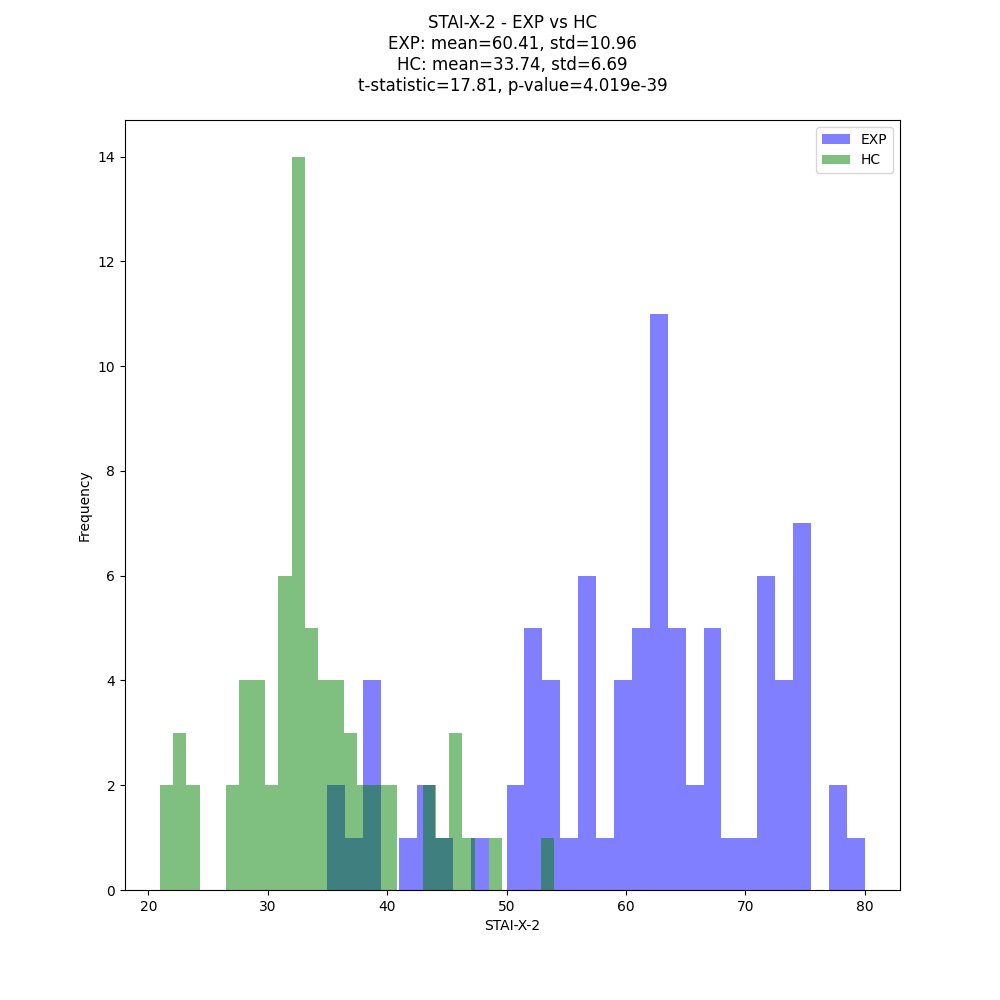 STAI-X-2 - EXP vs HC
EXP: mean=60.41, std=10.96
HC: mean=33.74, std=6.69
t-statistic=17.81, p-value=4.019e-39
EXP
HC
14
12
10
8
6
4
2
0
Frequency
20 30 40 50 60 70 80
STAI-X-2